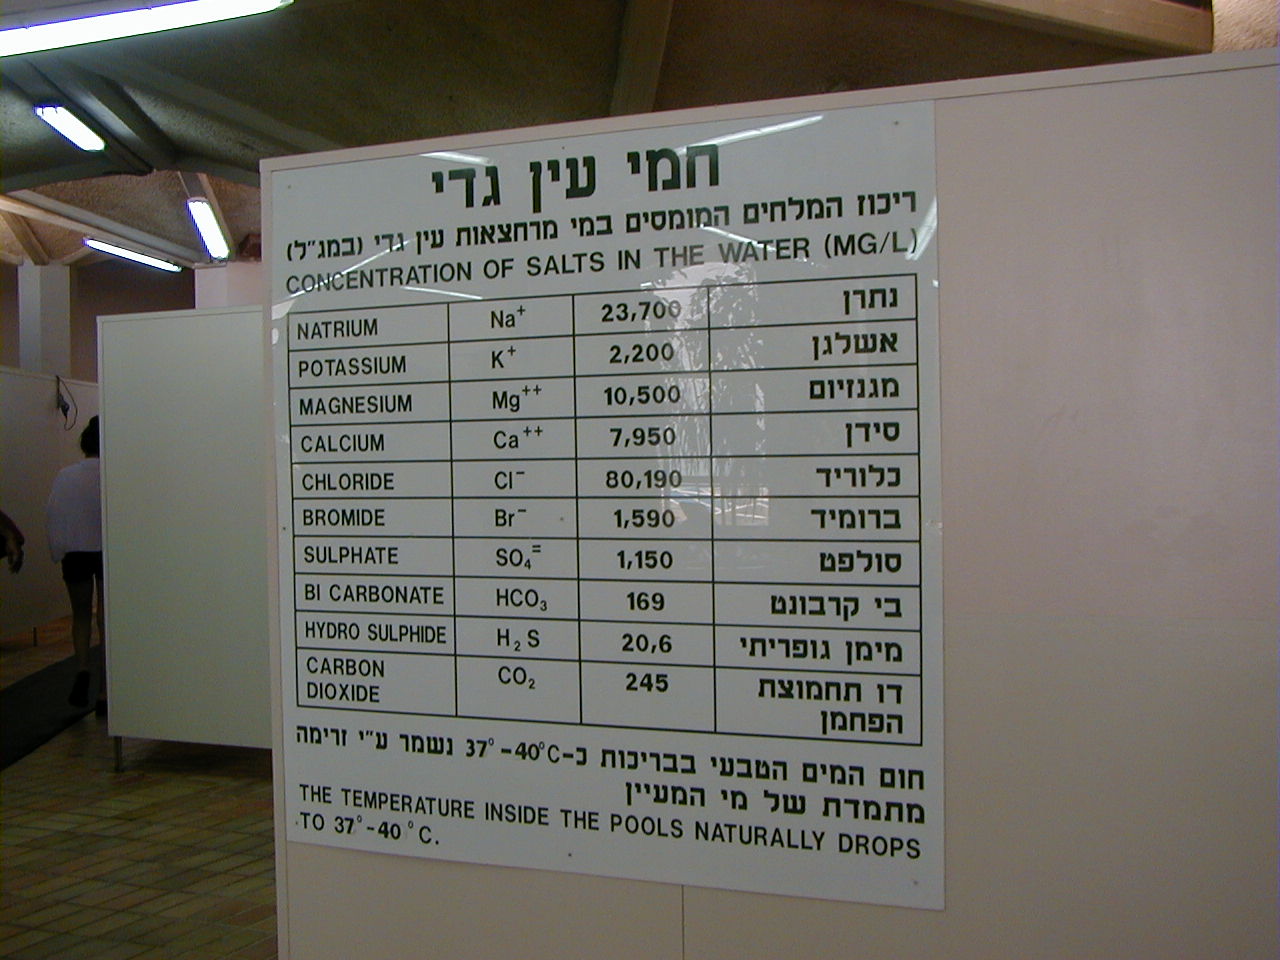 חמי עין גדי
ריכוז המלחים המומסים במי מרחצאות עין גדי (במג"ל)
CONCENTRATION OF SALTS IN THE WATER (MG/L)
NATRIUM Na⁺ 23,700 נתרן
POTASSIUM K⁺ 2,200 אשלגן
MAGNESIUM Mg⁺⁺ 10,500 מגנזיום
CALCIUM Ca⁺⁺ 7,950 סידן
CHLORIDE Cl⁻ 80,190 כלוריד
BROMIDE Br⁻ 1,590 ברומיד
SULPHATE SO₄⁼ 1,150 סולפט
BI CARBONATE HCO₃ 169 בי קרבונט
HYDRO SULPHIDE H₂S 20,6 מימן גופריתי
CARBON DIOXIDE CO₂ 245 דו תחמוצת הפחמן
חום המים הטבעי בבריכות כ-37°-40°C נשמר ע"י זרימה
מתמדת של מי המעיין
THE TEMPERATURE INSIDE THE POOLS NATURALLY DROPS
TO 37°-40°C.